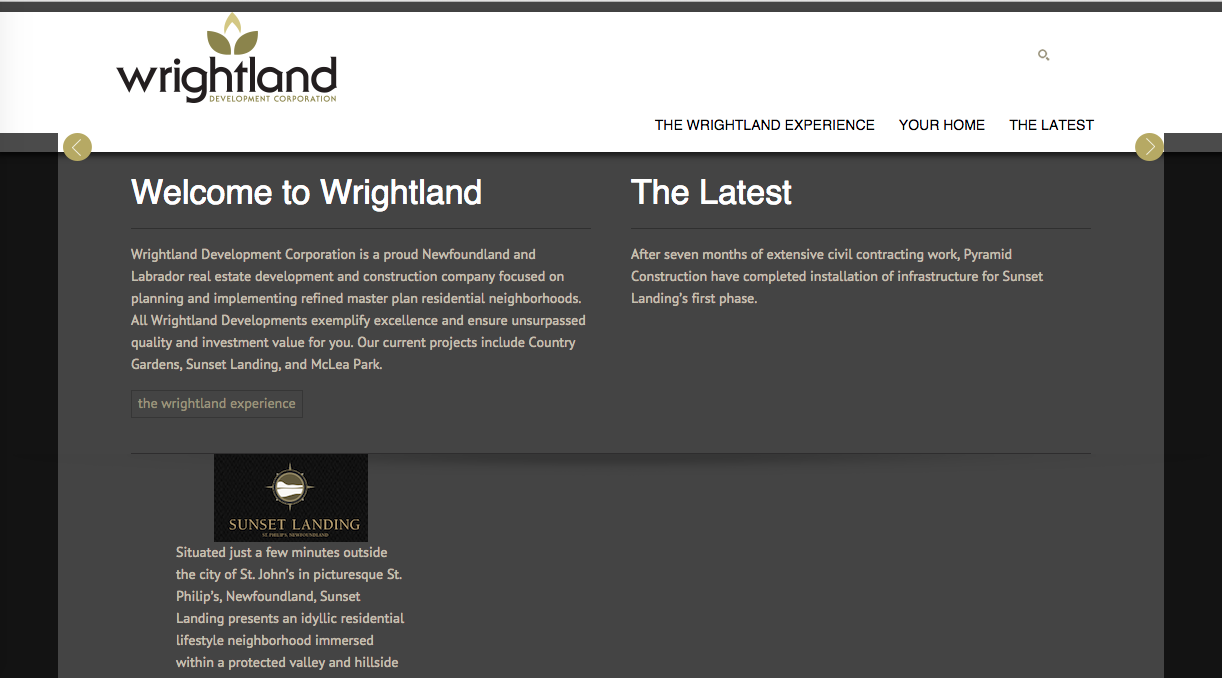 wrightland
DEVELOPMENT CORPORATION
THE WRIGHTLAND EXPERIENCE YOUR HOME THE LATEST
Welcome to Wrightland
Wrightland Development Corporation is a proud Newfoundland and
Labrador real estate development and construction company focused on
planning and implementing refined master plan residential neighborhoods.
All Wrightland Developments exemplify excellence and ensure unsurpassed
quality and investment value for you. Our current projects include Country
Gardens, Sunset Landing, and McLea Park.
the wrightland experience
The Latest
After seven months of extensive civil contracting work, Pyramid
Construction have completed installation of infrastructure for Sunset
Landing's first phase.
SUNSET LANDING
ST. PHILIP'S, NEWFOUNDLAND
Situated just a few minutes outside
the city of St. John's in picturesque St.
Philip's, Newfoundland, Sunset
Landing presents an idyllic residential
lifestyle neighborhood immersed
within a protected valley and hillside